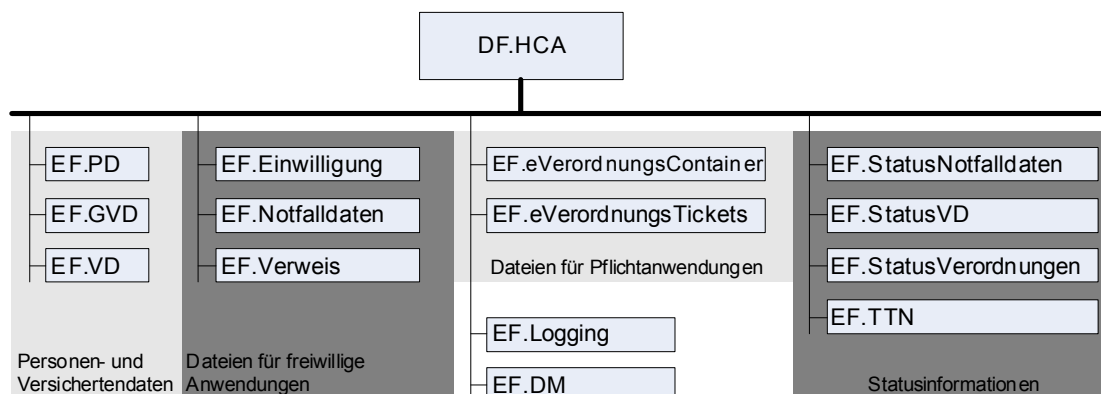 DF.HCA
EF.PD
EF.GVD
EF.VD
Personen- und
Versichertendaten
EF.Einwilligung
EF.Notfalldaten
EF.Verweis
Dateien für freiwillige
Anwendungen
EF.eVerordnungsContainer
EF.eVerordnungsTickets
Dateien für Pflichtanwendungen
EF.Logging
EF.DM
EF.StatusNotfalldaten
EF.StatusVD
EF.StatusVerordnungen
EF.TTN
Statusinformationen